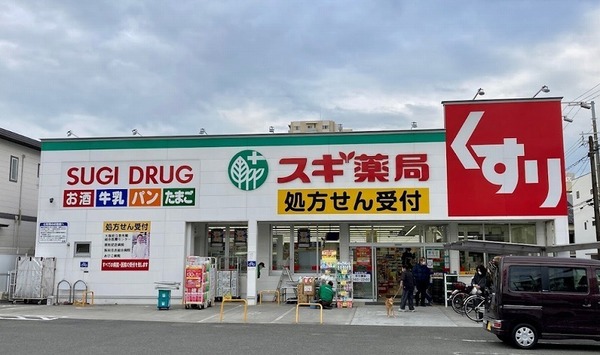 SUGI DRUG
お酒 牛乳 パン たまご
スギ薬局
処方せん受付
くすり
処方せん受付